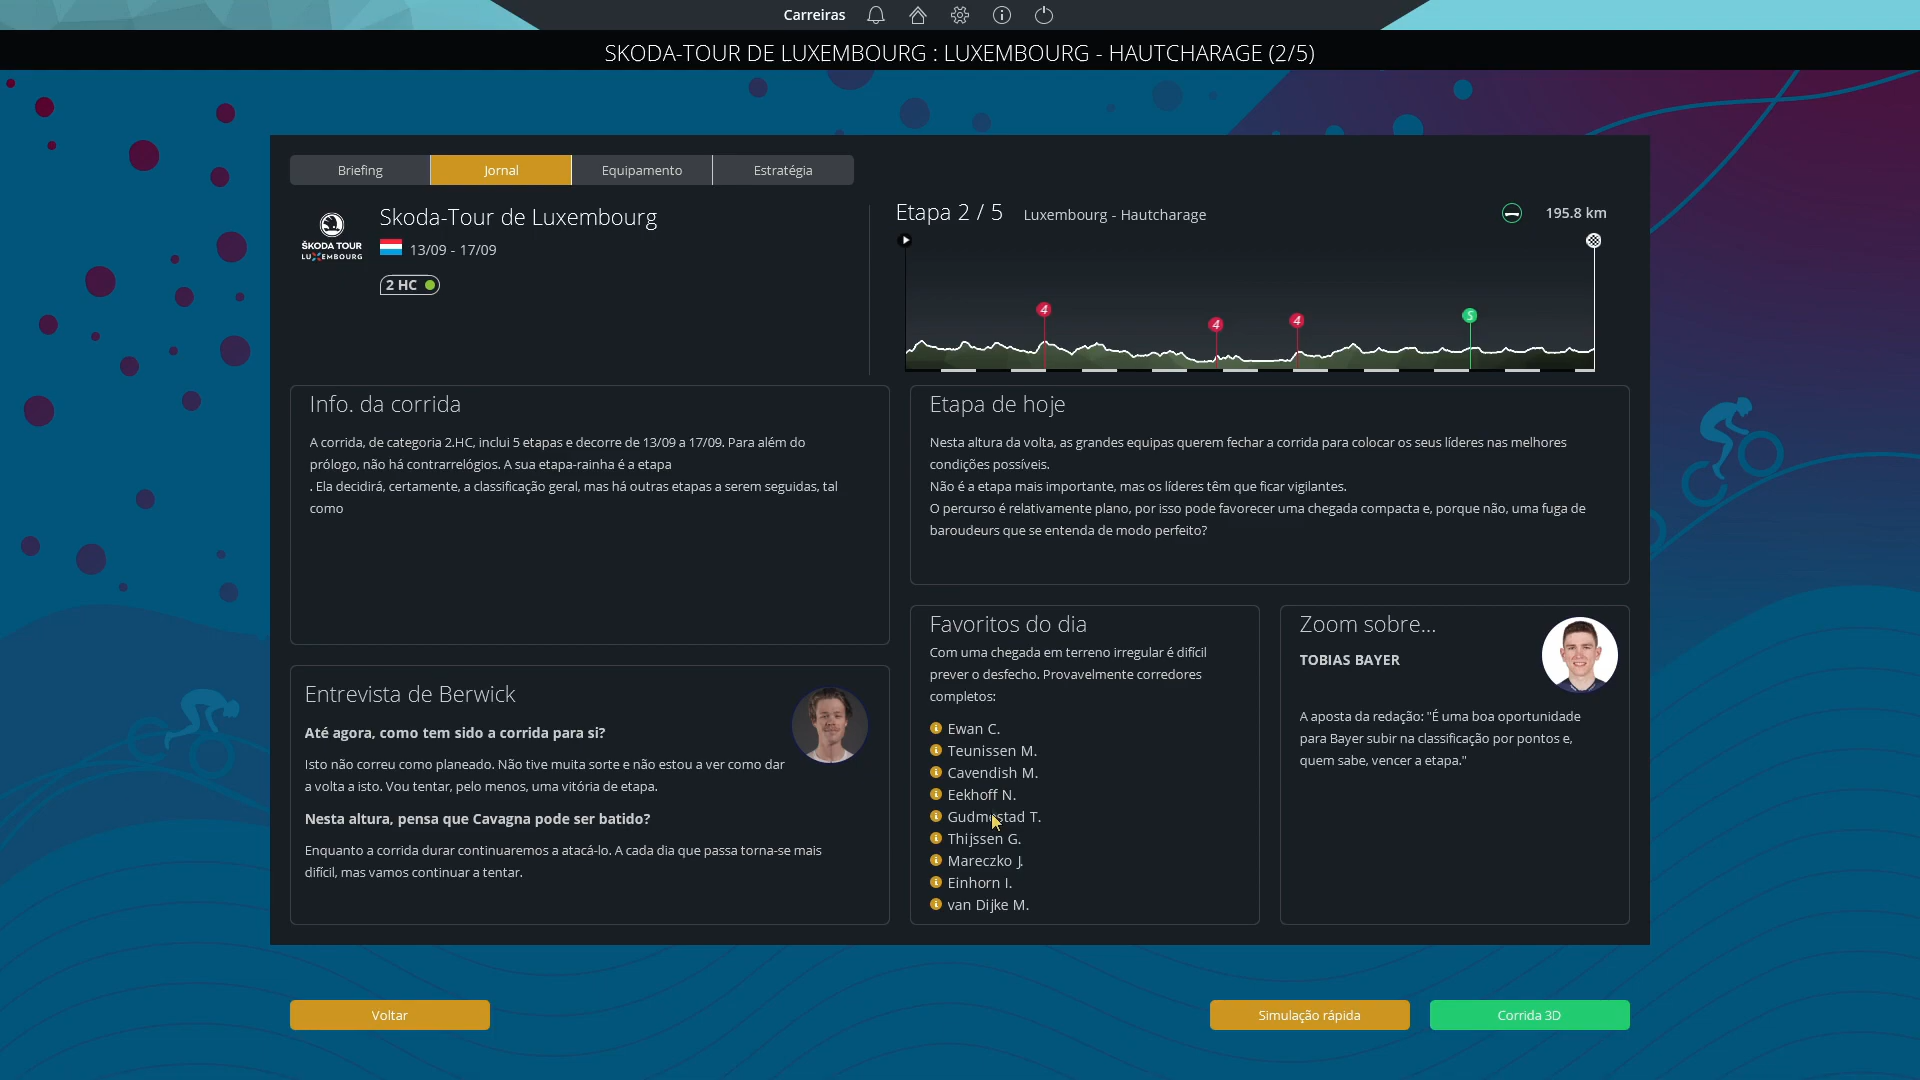 Carreiras
SKODA-TOUR DE LUXEMBOURG : LUXEMBOURG - HAUTCHARAGE (2/5)
Briefing
Jornal
Equipamento
Estratégia
ŠKODA TOUR
LUXEMBOURG
Skoda-Tour de Luxembourg
13/09 - 17/09
2 HC
Etapa 2 / 5
Luxembourg - Hautcharage
195.8 km
4
4
4
S
Info. da corrida
A corrida, de categoria 2.HC, inclui 5 etapas e decorre de 13/09 a 17/09. Para além do
prólogo, não há contrarrelógios. A sua etapa-rainha é a etapa
. Ela decidirá, certamente, a classificação geral, mas há outras etapas a serem seguidas, tal
como
Etapa de hoje
Nesta altura da volta, as grandes equipas querem fechar a corrida para colocar os seus líderes nas melhores
condições possíveis.
Não é a etapa mais importante, mas os líderes têm que ficar vigilantes.
O percurso é relativamente plano, por isso pode favorecer uma chegada compacta e, porque não, uma fuga de
baroudeurs que se entenda de modo perfeito?
Entrevista de Berwick
Até agora, como tem sido a corrida para si?
Isto não correu como planeado. Não tive muita sorte e não estou a ver como dar
a volta a isto. Vou tentar, pelo menos, uma vitória de etapa.
Nesta altura, pensa que Cavagna pode ser batido?
Enquanto a corrida durar continuaremos a atacá-lo. A cada dia que passa torna-se mais
difícil, mas vamos continuar a tentar.
Favoritos do dia
Com uma chegada em terreno irregular é difícil
prever o desfecho. Provavelmente corredores
completos:
Ewan C.
Teunissen M.
Cavendish M.
Eekhoff N.
Gudmestad T.
Thijssen G.
Mareczko J.
Einhorn I.
van Dijke M.
Zoom sobre...
TOBIAS BAYER
A aposta da redação: "É uma boa oportunidade
para Bayer subir na classificação por pontos e,
quem sabe, vencer a etapa."
Voltar
Simulação rápida
Corrida 3D